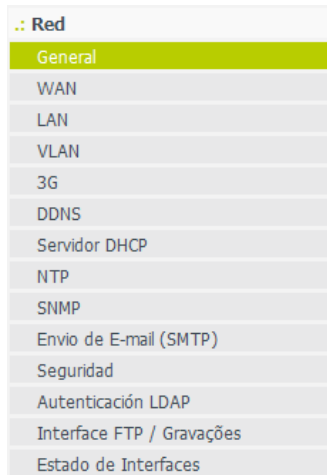 .: Red
General
WAN
LAN
VLAN
3G
DDNS
Servidor DHCP
NTP
SNMP
Envio de E-mail (SMTP)
Seguridad
Autenticación LDAP
Interface FTP / Gravações
Estado de Interfaces